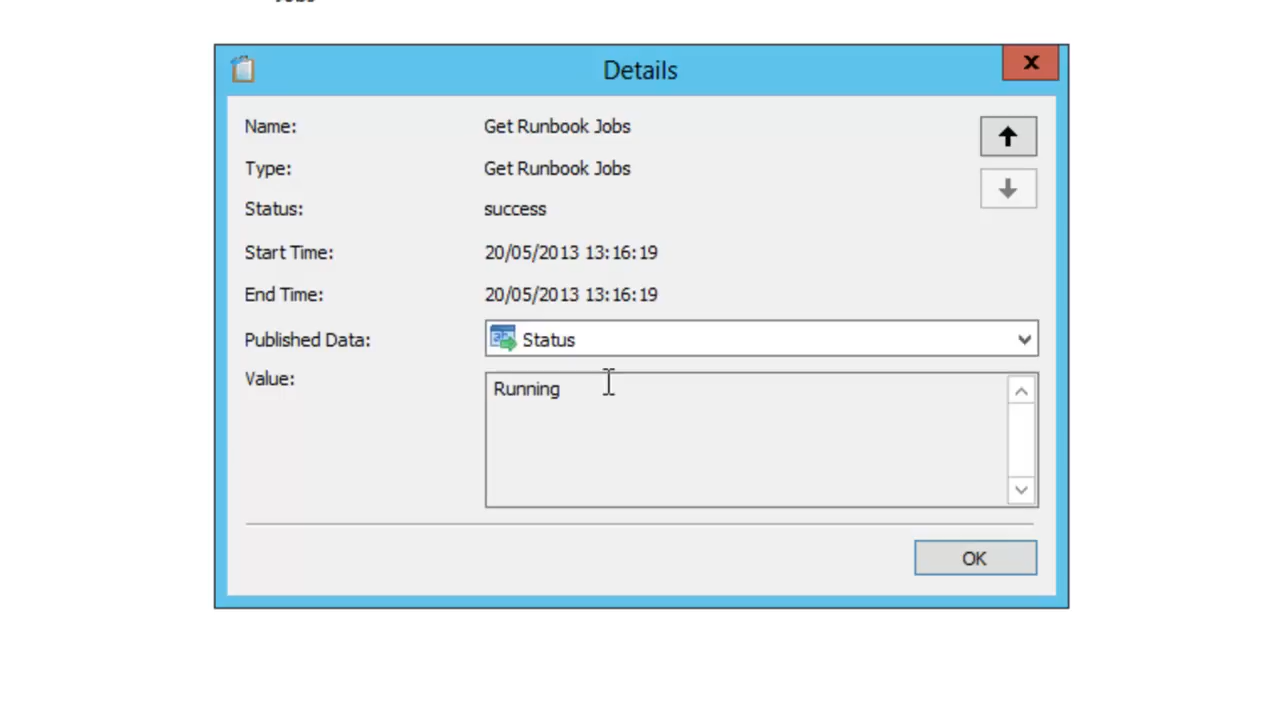 Details
Name: Get Runbook Jobs
Type: Get Runbook Jobs
Status: success
Start Time: 20/05/2013 13:16:19
End Time: 20/05/2013 13:16:19
Published Data: Status
Value: Running
OK